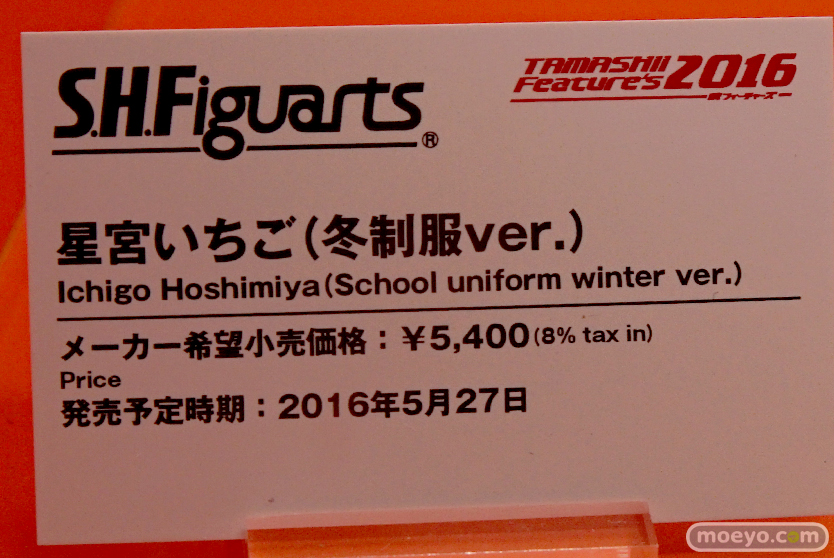 S.H.Figuarts®
TAMASHII
Feature's 2016
魂フィーチャーズ
星宮いちご(冬制服ver.)
Ichigo Hoshimiya(School uniform winter ver.)
メーカー希望小売価格：￥5,400(8% tax in)
Price
発売予定時期：2016年5月27日
moeyo.com